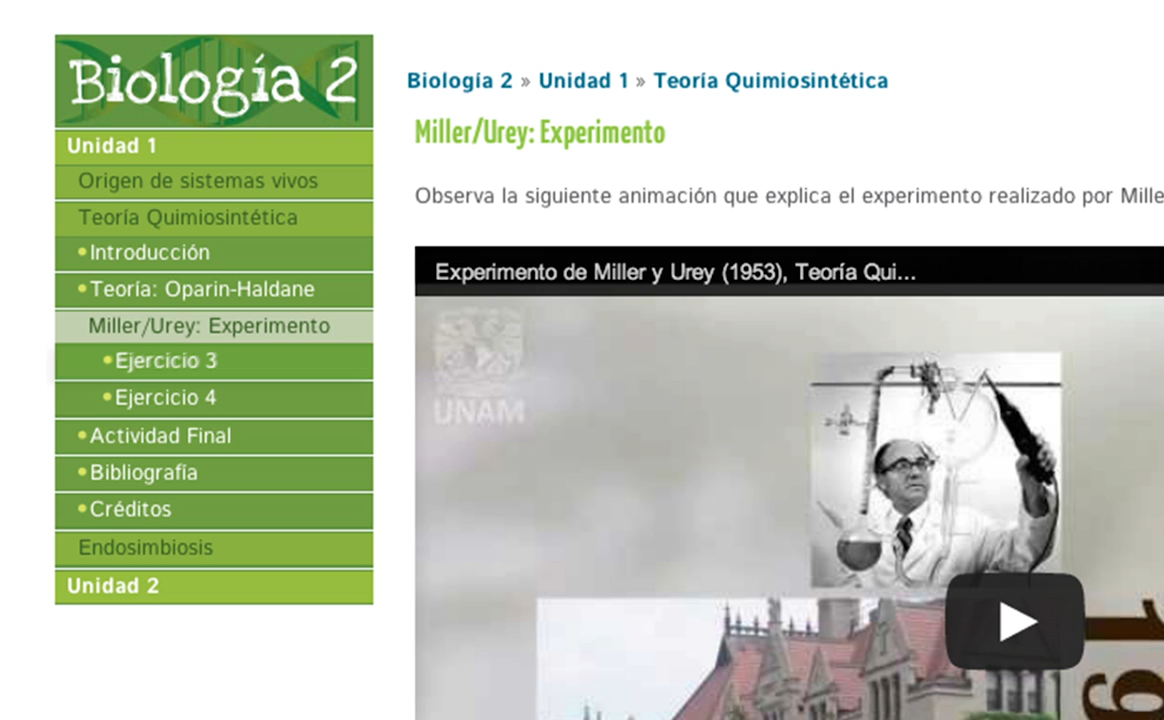 Biología 2
Unidad 1
Origen de sistemas vivos
Teoría Quimiosintética
Introducción
Teoría: Oparin-Haldane
Miller/Urey: Experimento
Ejercicio 3
Ejercicio 4
Actividad Final
Bibliografía
Créditos
Endosimbiosis
Unidad 2
Biología 2 » Unidad 1 » Teoría Quimiosintética
Miller/Urey: Experimento
Observa la siguiente animación que explica el experimento realizado por Mille
Experimento de Miller y Urey (1953), Teoría Qui...
UNAM
19